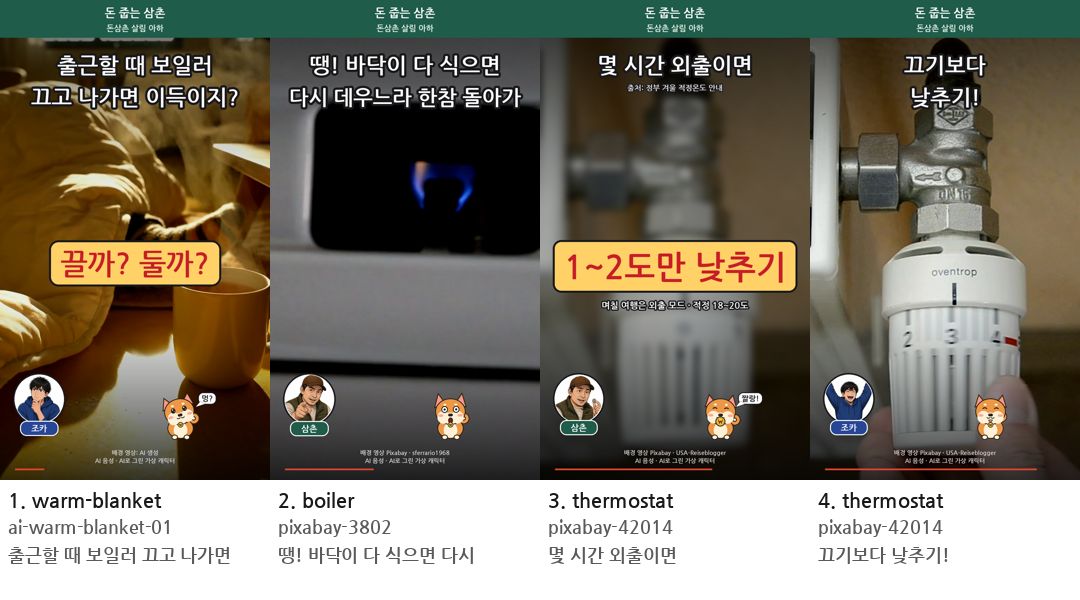 돈 줍는 삼촌
돈삼촌 살림 아하
출근할 때 보일러
끄고 나가면 이득이지?
끌까? 둘까?
멍?
조카
배경 영상: AI 생성
AI 음성 · AI로 그린 가상 캐릭터
1. warm-blanket
ai-warm-blanket-01
출근할 때 보일러 끄고 나가면
돈 줍는 삼촌
돈삼촌 살림 아하
땡! 바닥이 다 식으면
다시 데우느라 한참 돌아가
삼촌
배경 영상 Pixabay · sferrario1968
AI 음성 · AI로 그린 가상 캐릭터
2. boiler
pixabay-3802
땡! 바닥이 다 식으면 다시
돈 줍는 삼촌
돈삼촌 살림 아하
몇 시간 외출이면
출처: 정부 겨울 적정온도 안내
1~2도만 낮추기
며칠 여행은 외출 모드 · 적정 18~20도
짤랑!
삼촌
배경 영상 Pixabay · USA-Reiseblogger
AI 음성 · AI로 그린 가상 캐릭터
3. thermostat
pixabay-42014
몇 시간 외출이면
돈 줍는 삼촌
돈삼촌 살림 아하
끄기보다
낮추기!
DN15
oventrop
2 3 4
조카
배경 영상 Pixabay · USA-Reiseblogger
AI 음성 · AI로 그린 가상 캐릭터
4. thermostat
pixabay-42014
끄기보다 낮추기!